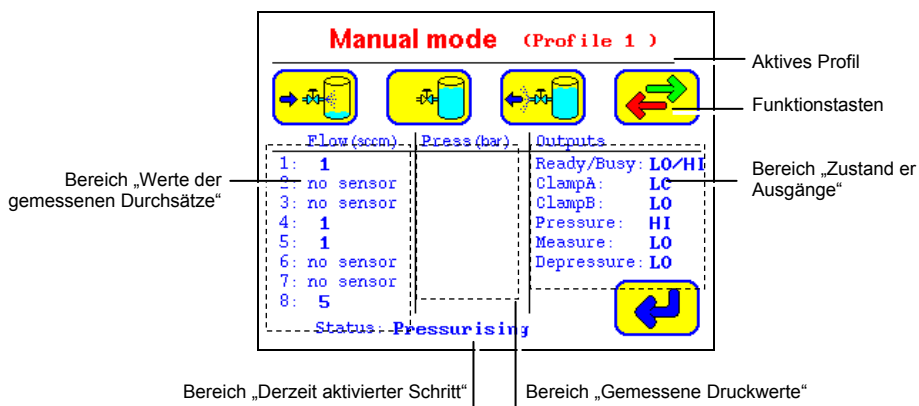 Manual mode (Profile 1 )
Aktives Profil
Funktionstasten
Flow(sccm) Press(bar) Outputs
1: 1 Ready/Busy: LO/HI
2: no sensor ClampA: LO
3: no sensor ClampB: LO
4: 1 Pressure: HI
5: 1 Measure: LO
6: no sensor Depressure: LO
7: no sensor
8: 5
Status: Pressurising
Bereich „Werte der
gemessenen Durchsätze“
Bereich „Zustand er
Ausgänge“
Bereich „Derzeit aktivierter Schritt“
Bereich „Gemessene Druckwerte“